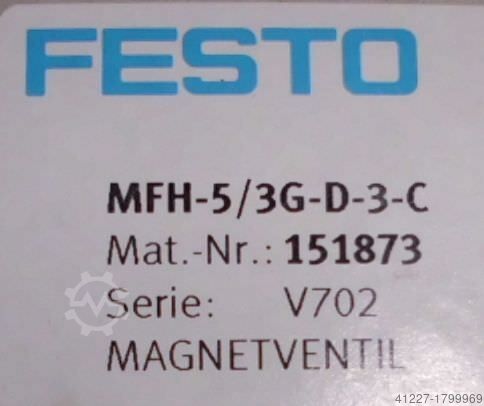 FESTO
MFH-5/3G-D-3-C
Mat.-Nr.: 151873
Serie: V702
MAGNETVENTIL
41227-1799969